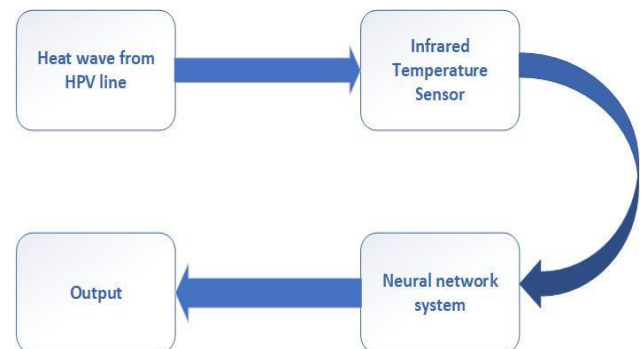 Heat wave from
HPV line
Infrared
Temperature
Sensor
Neural network
system
Output